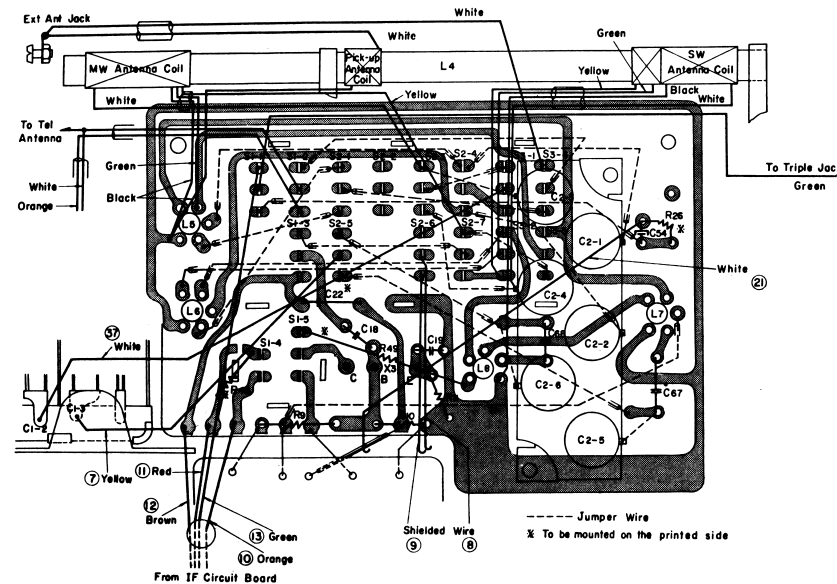 Ext Ant Jack
White
White
Green
MW Antenna Coil
Pick-up
Antenna
Coil
L4
SW
Antenna Coil
Yellow
Yellow
Black
White
White
To Tel
Antenna
Green
White
Black
Orange
To Triple Jac
Green
S2-4
S3-
L5
S1-3
S2-5
S2-6
S2-7
C2-1
R26
C54
White
21
C2-4
L6
C22
L7
37
White
S1-5
S1-4
C18
R49
X3
C19
C68
C2-2
L8
C
B
C2-6
C67
C1-3
C1-2
R9
C2-5
7 Yellow
11 Red
12
Brown
13 Green
10 Orange
Shielded Wire
9
8
Jumper Wire
※ To be mounted on the printed side
From IF Circuit Board